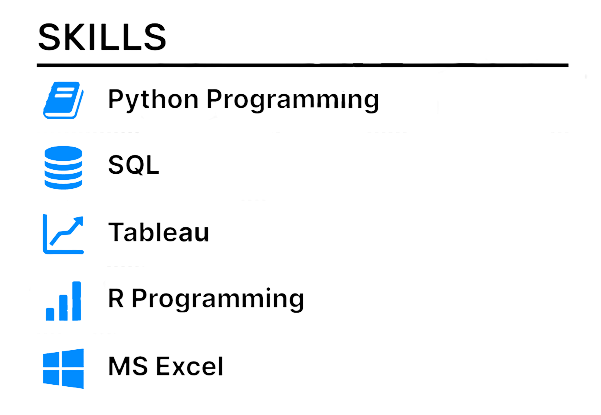 SKILLS
Python Programming
SQL
Tableau
R Programming
MS Excel